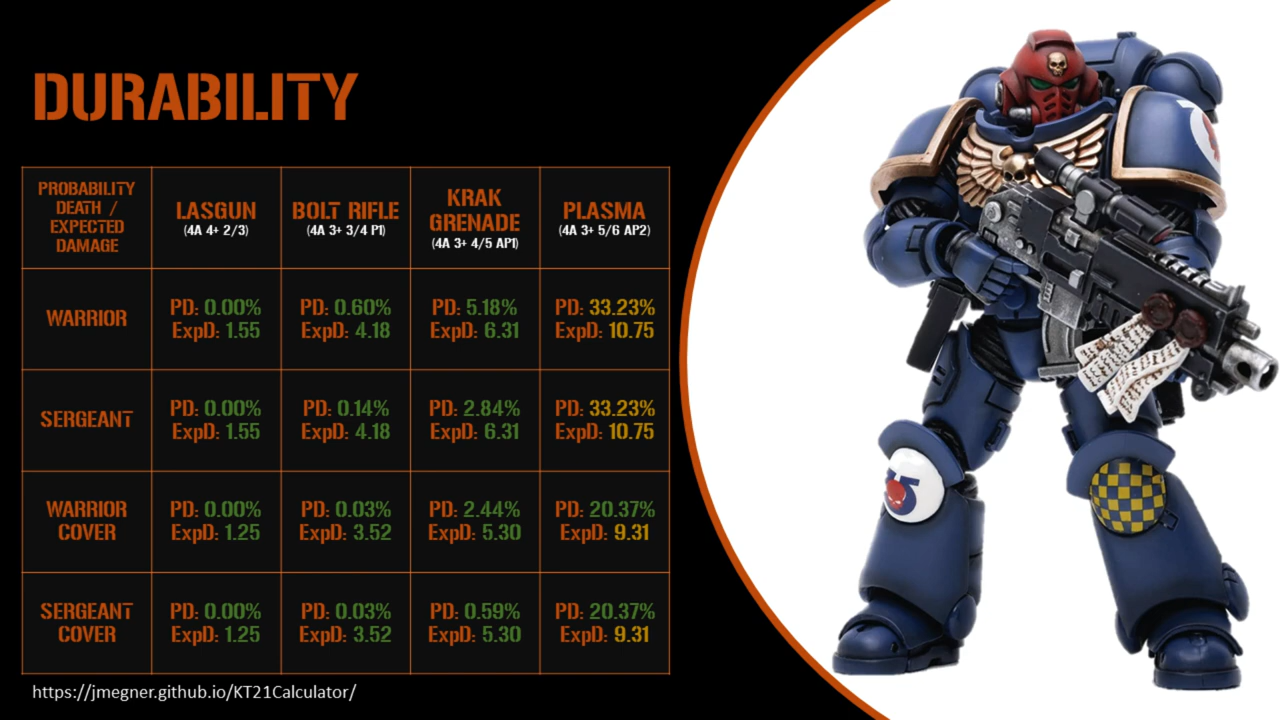 DURABILITY
PROBABILITY
DEATH /
EXPECTED
DAMAGE
LASGUN
(4A 4+ 2/3)
BOLT RIFLE
(4A 3+ 3/4 P1)
KRAK
GRENADE
(4A 3+ 4/5 AP1)
PLASMA
(4A 3+ 5/6 AP2)
WARRIOR
PD: 0.00%
ExpD: 1.55
PD: 0.60%
ExpD: 4.18
PD: 5.18%
ExpD: 6.31
PD: 33.23%
ExpD: 10.75
SERGEANT
PD: 0.00%
ExpD: 1.55
PD: 0.14%
ExpD: 4.18
PD: 2.84%
ExpD: 6.31
PD: 33.23%
ExpD: 10.75
WARRIOR
COVER
PD: 0.00%
ExpD: 1.25
PD: 0.03%
ExpD: 3.52
PD: 2.44%
ExpD: 5.30
PD: 20.37%
ExpD: 9.31
SERGEANT
COVER
PD: 0.00%
ExpD: 1.25
PD: 0.03%
ExpD: 3.52
PD: 0.59%
ExpD: 5.30
PD: 20.37%
ExpD: 9.31
https://jmegner.github.io/KT21Calculator/